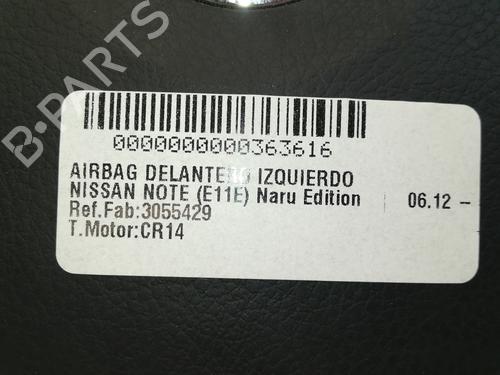 B-PARTS
0000000000363616
AIRBAG DELANTERO IZQUIERDO
NISSAN NOTE (E11E) Naru Edition 06.12 -
Ref.Fab:3055429
T.Motor:CR14